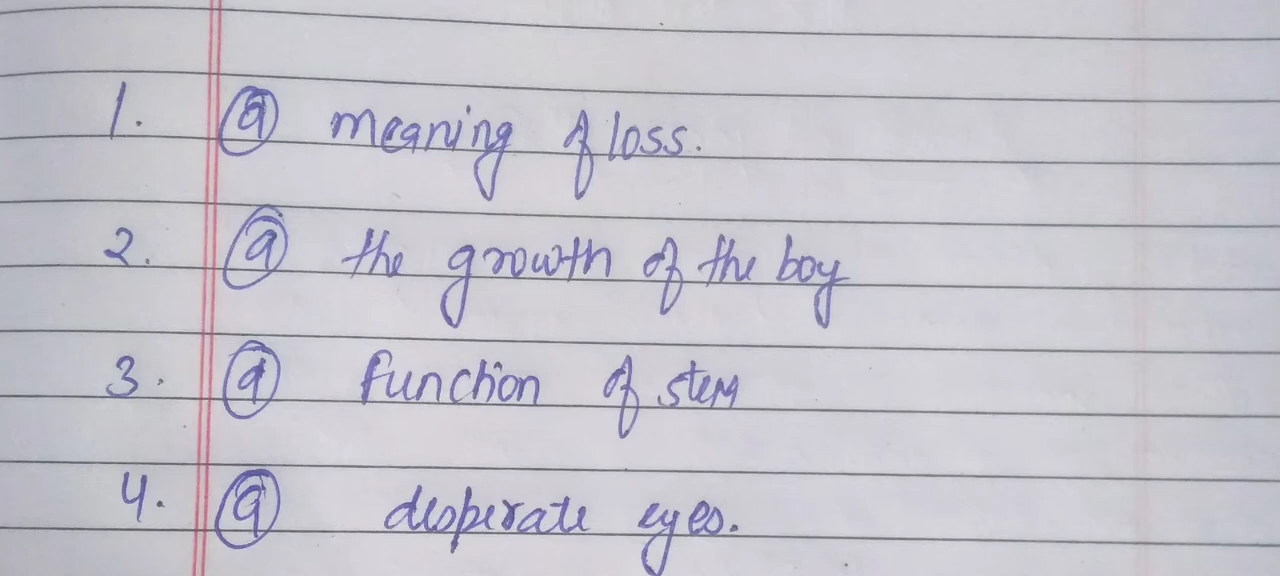 1. (a) meaning of loss.
2. (a) the growth of the boy
3. (a) function of stem
4. (a) desperate eyes.